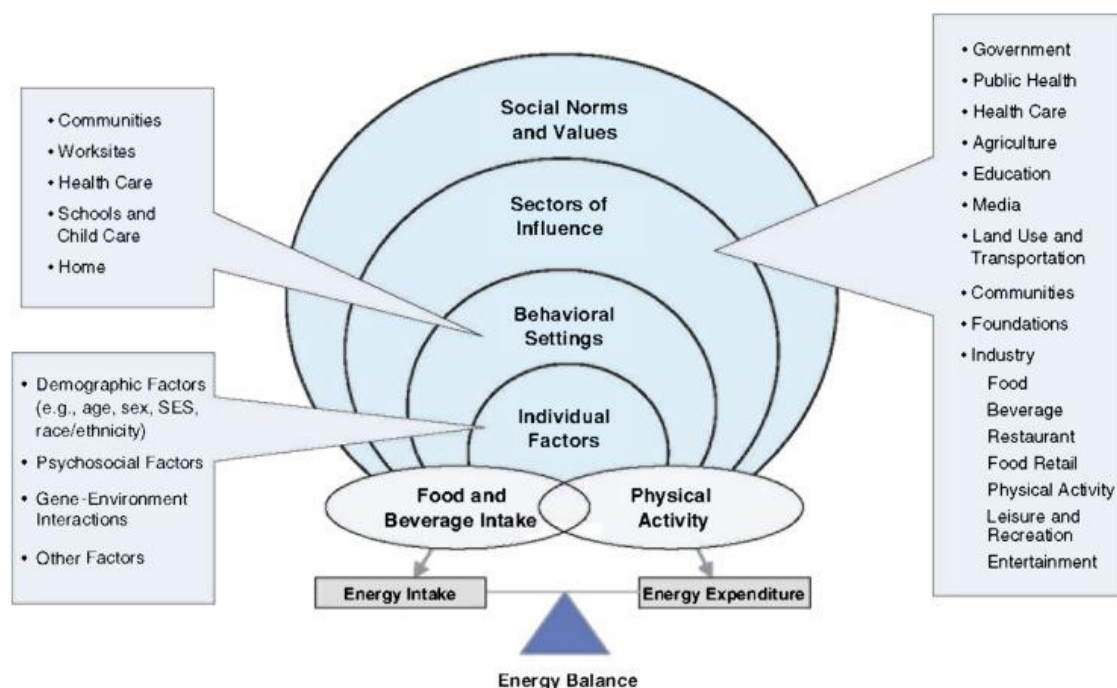 • Communities
• Worksites
• Health Care
• Schools and
Child Care
• Home
• Demographic Factors
(e.g., age, sex, SES,
race/ethnicity)
• Psychosocial Factors
• Gene-Environment
Interactions
• Other Factors
Social Norms
and Values
Sectors of
Influence
Behavioral
Settings
Individual
Factors
Food and
Beverage Intake
Physical
Activity
Energy Intake
Energy Expenditure
Energy Balance
• Government
• Public Health
• Health Care
• Agriculture
• Education
• Media
• Land Use and
Transportation
• Communities
• Foundations
• Industry
Food
Beverage
Restaurant
Food Retail
Physical Activity
Leisure and
Recreation
Entertainment